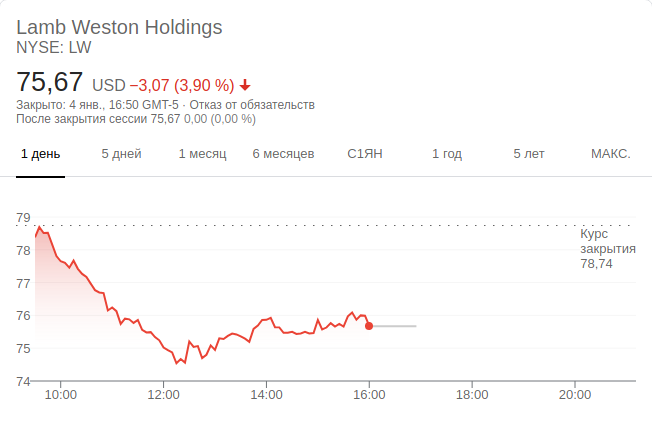 Lamb Weston Holdings
NYSE: LW
75,67 USD −3,07 (3,90 %)
Закрыто: 4 янв., 16:50 GMT-5 · Отказ от обязательств
После закрытия сессии 75,67 0,00 (0,00 %)
1 день 5 дней 1 месяц 6 месяцев С1ЯН 1 год 5 лет МАКС.
79
Курс
закрытия
78,74
78
77
76
75
74
10:00 12:00 14:00 16:00 18:00 20:00